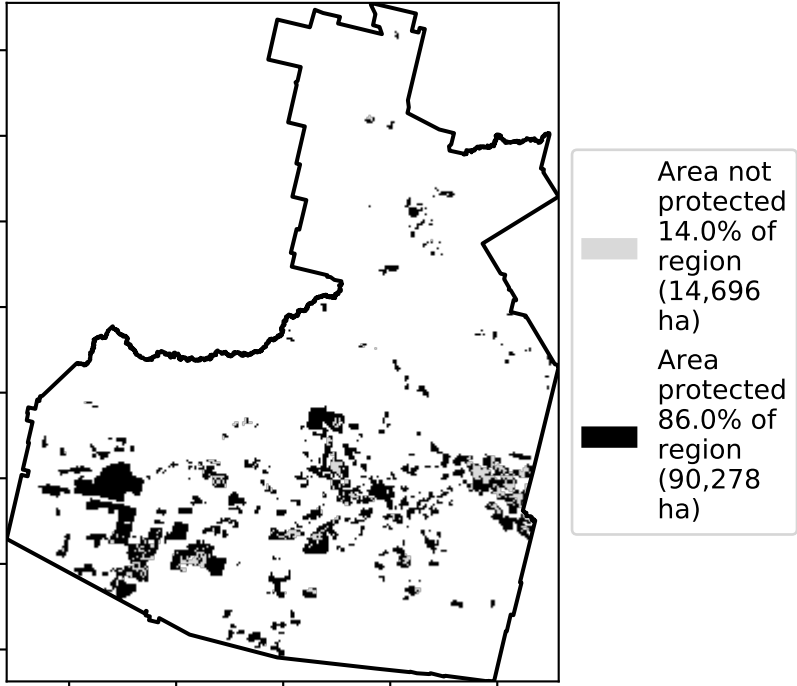 Area not
protected
14.0% of
region
(14,696
ha)
Area
protected
86.0% of
region
(90,278
ha)